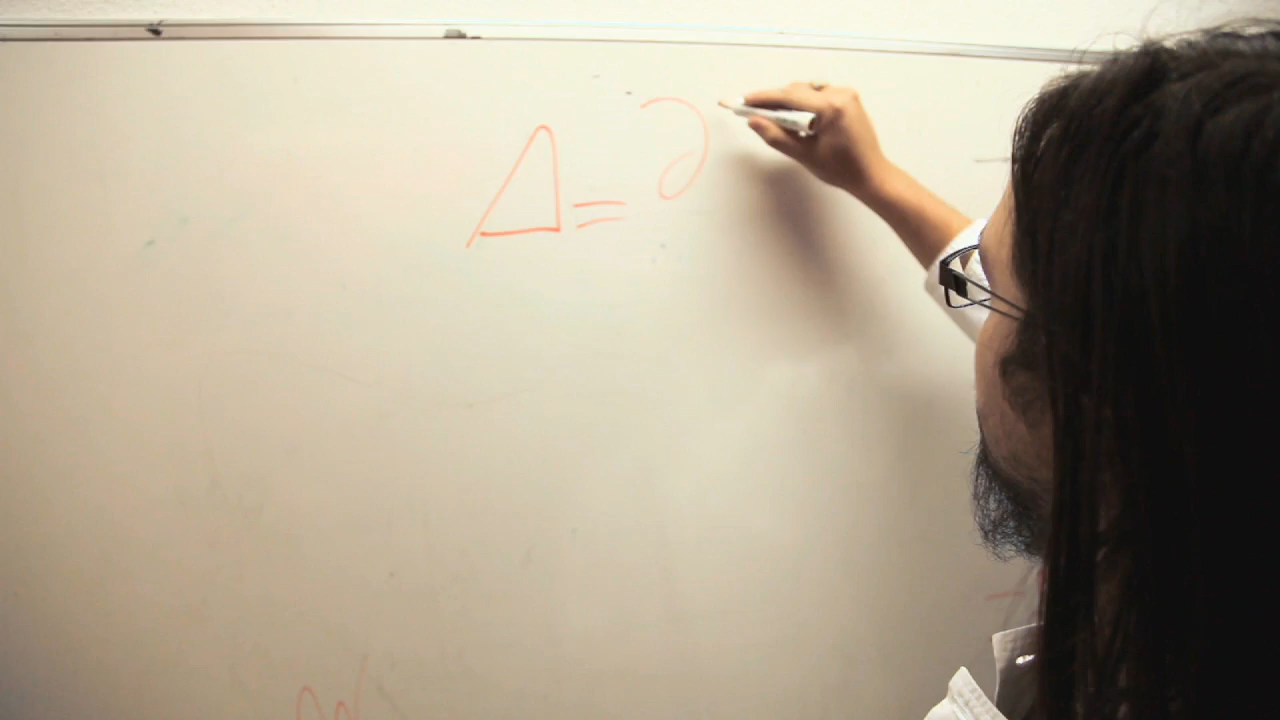 Δ = ∂